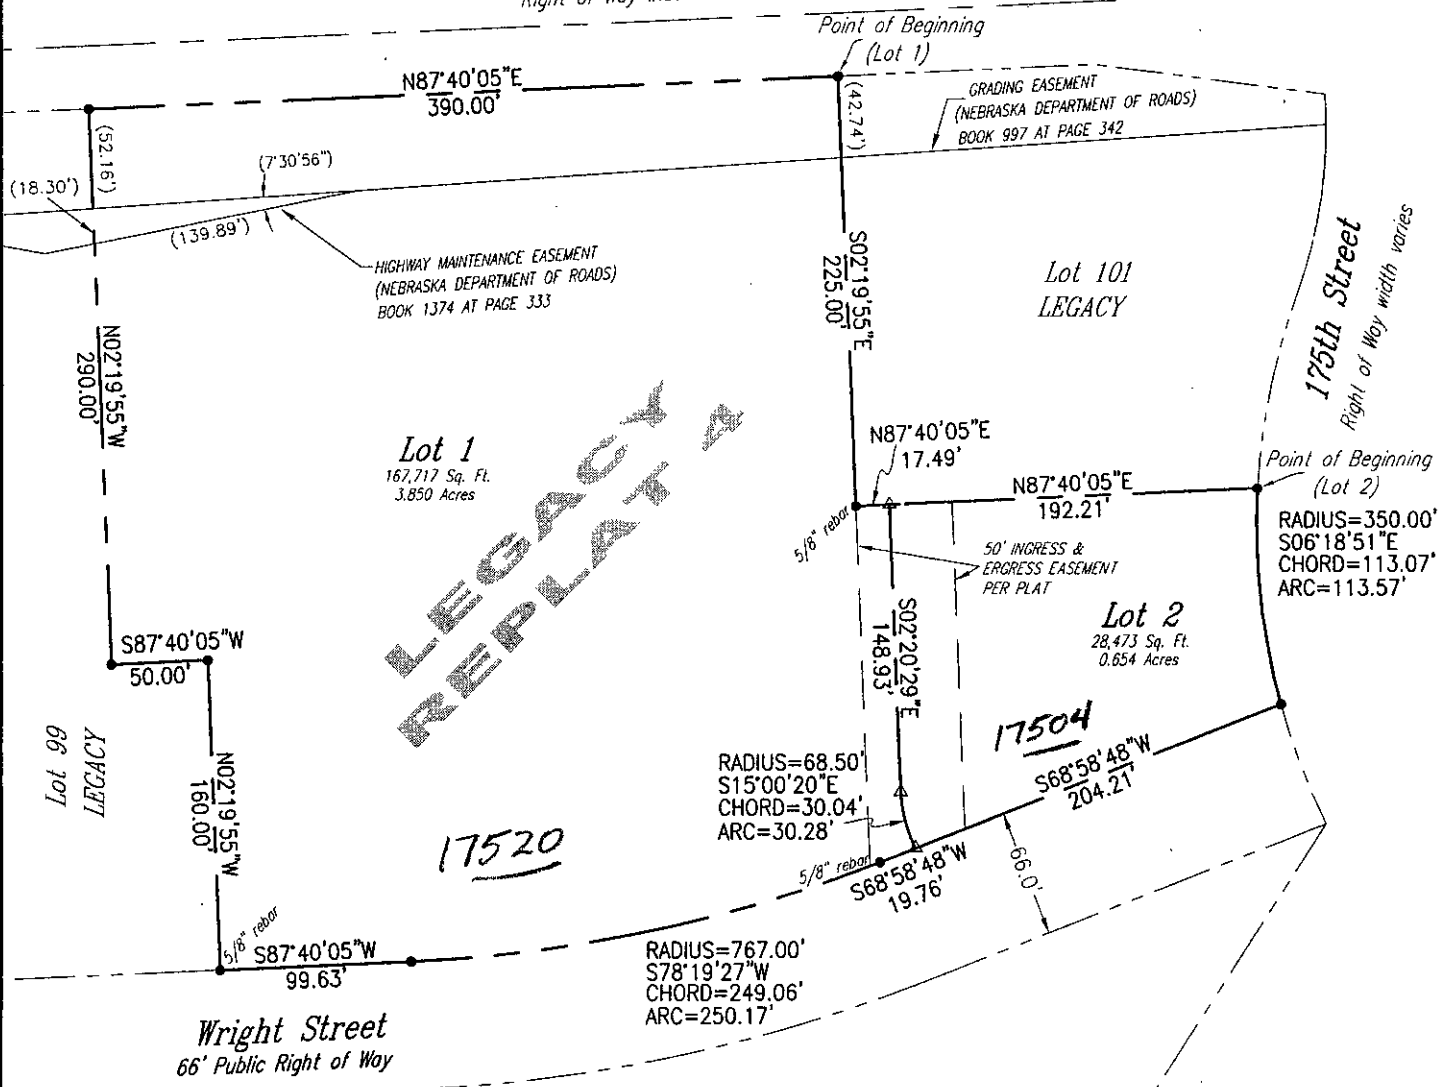 Right of Way
Point of Beginning
(Lot 1)
N87°40'05"E
390.00'
(42.74')
GRADING EASEMENT
(NEBRASKA DEPARTMENT OF ROADS)
BOOK 997 AT PAGE 342
(52.16')
(7°30'56")
(18.30')
(139.89')
HIGHWAY MAINTENANCE EASEMENT
(NEBRASKA DEPARTMENT OF ROADS)
BOOK 1374 AT PAGE 333
S02°19'55"E
225.00'
Lot 101
LEGACY
175th Street
Right of Way width varies
N02°19'55"W
290.00'
Lot 1
167,717 Sq. Ft.
3.850 Acres
LEGACY
REPLAT 4
N87°40'05"E
17.49'
N87°40'05"E
192.21'
Point of Beginning
(Lot 2)
RADIUS=350.00'
S06°18'51"E
CHORD=113.07'
ARC=113.57'
5/8" rebar
50' INGRESS &
ERGRESS EASEMENT
PER PLAT
S02°20'29"E
148.93'
Lot 2
28,473 Sq. Ft.
0.654 Acres
S87°40'05"W
50.00'
Lot 99
LEGACY
N02°19'55"W
160.00'
17504
S68°58'48"W
204.21'
RADIUS=68.50'
S15°00'20"E
CHORD=30.04'
ARC=30.28'
17520
5/8" rebar
S68°58'48"W
19.76'
66.0'
5/8" rebar
S87°40'05"W
99.63'
RADIUS=767.00'
S78°19'27"W
CHORD=249.06'
ARC=250.17'
Wright Street
66' Public Right of Way